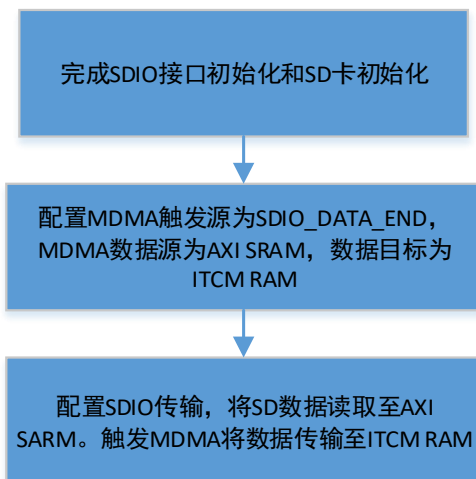 完成SDIO接口初始化和SD卡初始化
配置MDMA触发源为SDIO_DATA_END，
MDMA数据源为AXI SRAM，数据目标为
ITCM RAM
配置SDIO传输，将SD数据读取至AXI
SARM。触发MDMA将数据传输至ITCM RAM